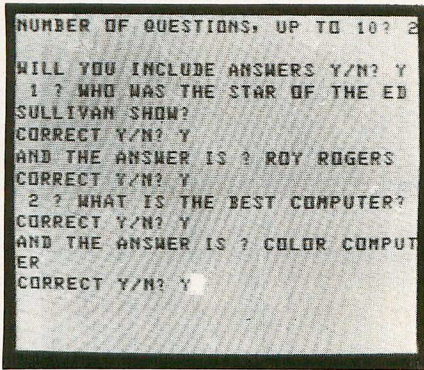 NUMBER OF QUESTIONS, UP TO 10? 2
WILL YOU INCLUDE ANSWERS Y/N? Y
1 ? WHO WAS THE STAR OF THE ED
SULLIVAN SHOW?
CORRECT Y/N? Y
AND THE ANSWER IS ? ROY ROGERS
CORRECT Y/N? Y
2 ? WHAT IS THE BEST COMPUTER?
CORRECT Y/N? Y
AND THE ANSWER IS ? COLOR COMPUT
ER
CORRECT Y/N? Y